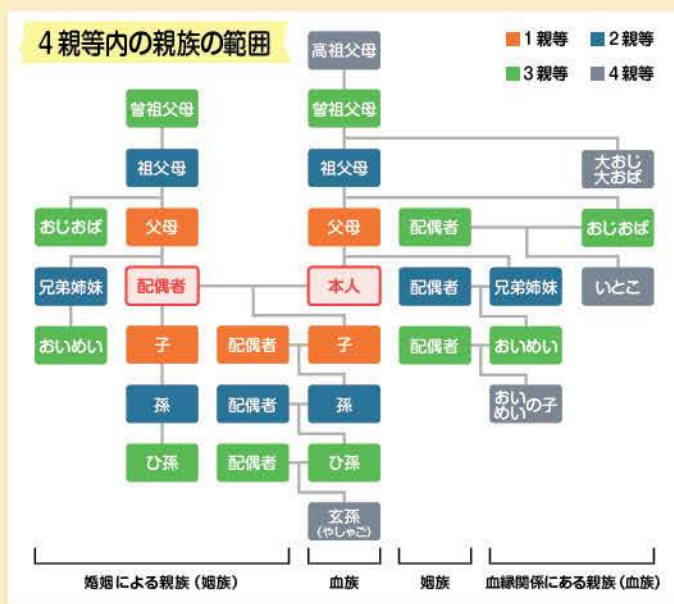 4親等内の親族の範囲
1親等
2親等
3親等
4親等
高祖父母
曾祖父母
曾祖父母
祖父母
祖父母
大おじ
大おば
おじおば
父母
父母
配偶者
おじおば
兄弟姉妹
配偶者
本人
配偶者
兄弟姉妹
いとこ
おいめい
子
配偶者
子
配偶者
おいめい
孫
配偶者
孫
おい
めいの子
ひ孫
配偶者
ひ孫
玄孫
(やしゃご)
婚姻による親族(姻族)
血族
姻族
血縁関係にある親族(血族)